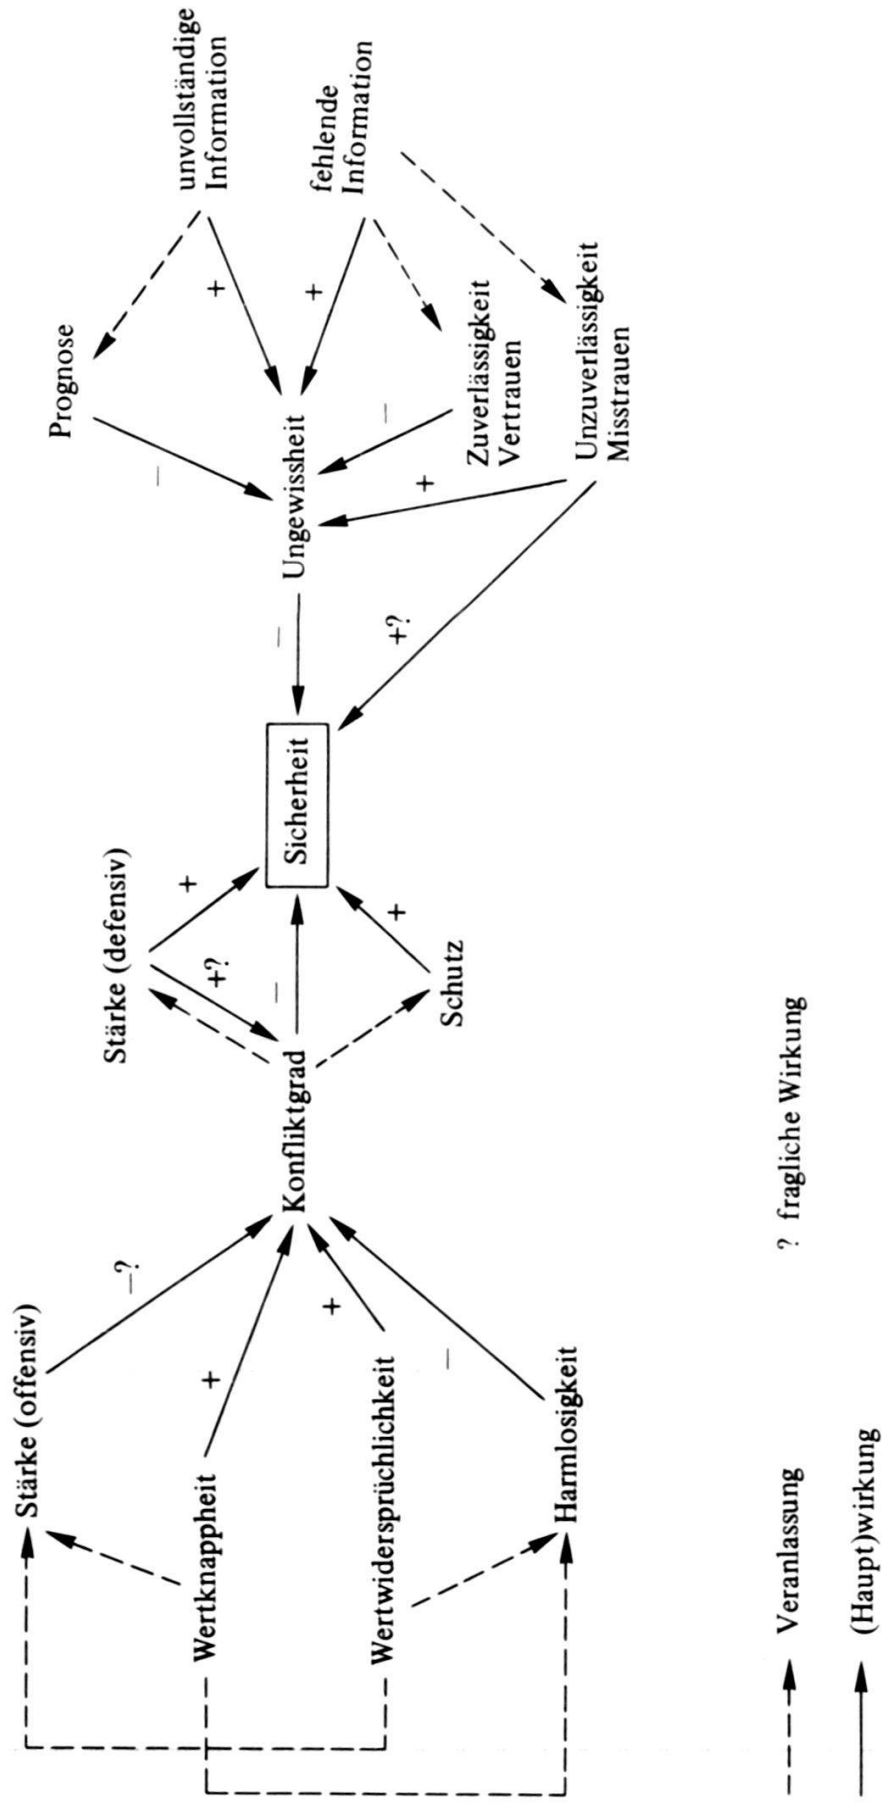 Stärke (offensiv)
Wertknappheit
Wertwidersprüchlichkeit
Harmlosigkeit
–?
+
+
–
Konfliktgrad
Stärke (defensiv)
+
+?
–
+
Schutz
Sicherheit
–
+?
Ungewissheit
Prognose
–
+
+
–
+
Zuverlässigkeit
Vertrauen
Unzuverlässigkeit
Misstrauen
unvollständige
Information
fehlende
Information
Veranlassung
? fragliche Wirkung
(Haupt)wirkung